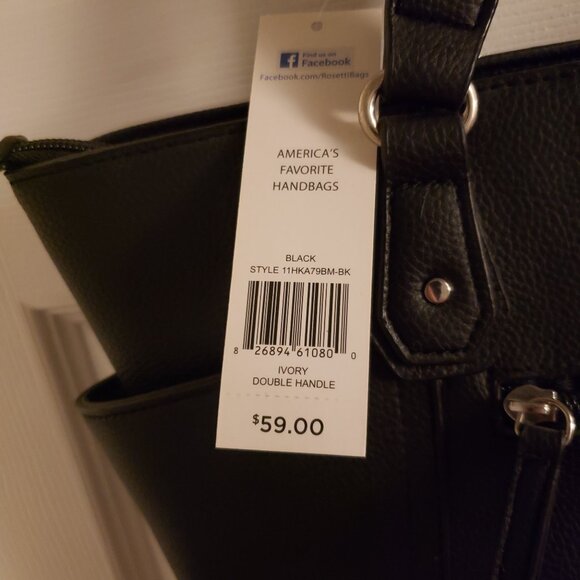 f Find us on
Facebook
Facebook.com/RosettiBags
AMERICA'S
FAVORITE
HANDBAGS
BLACK
STYLE 11HKA79BM-BK
8 26894 61080 0
IVORY
DOUBLE HANDLE
$59.00